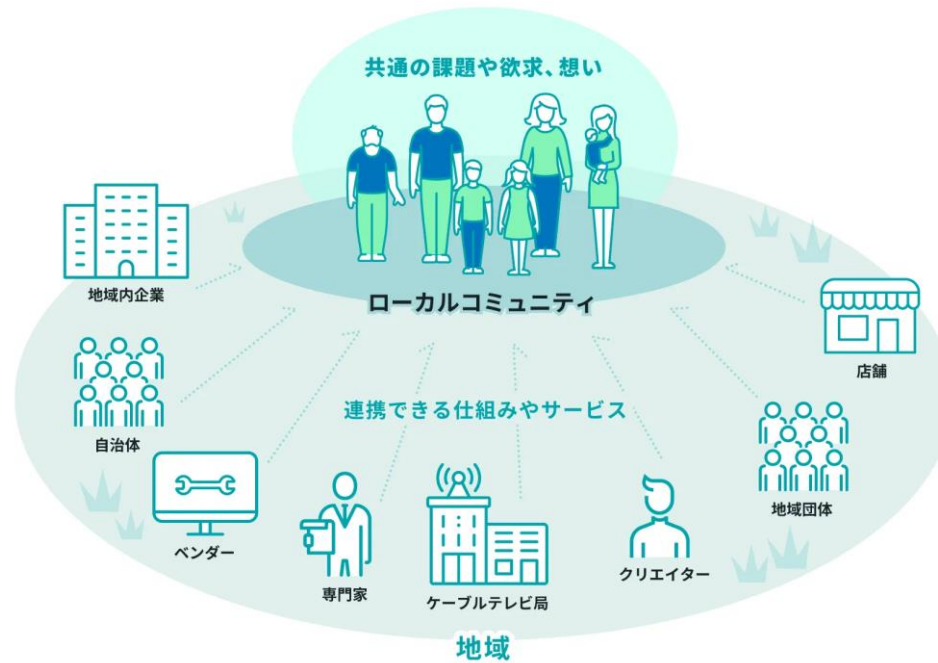 共通の課題や欲求、想い
ローカルコミュニティ
地域内企業
店舗
連携できる仕組みやサービス
自治体
地域団体
ベンダー
専門家
ケーブルテレビ局
クリエイター
地域